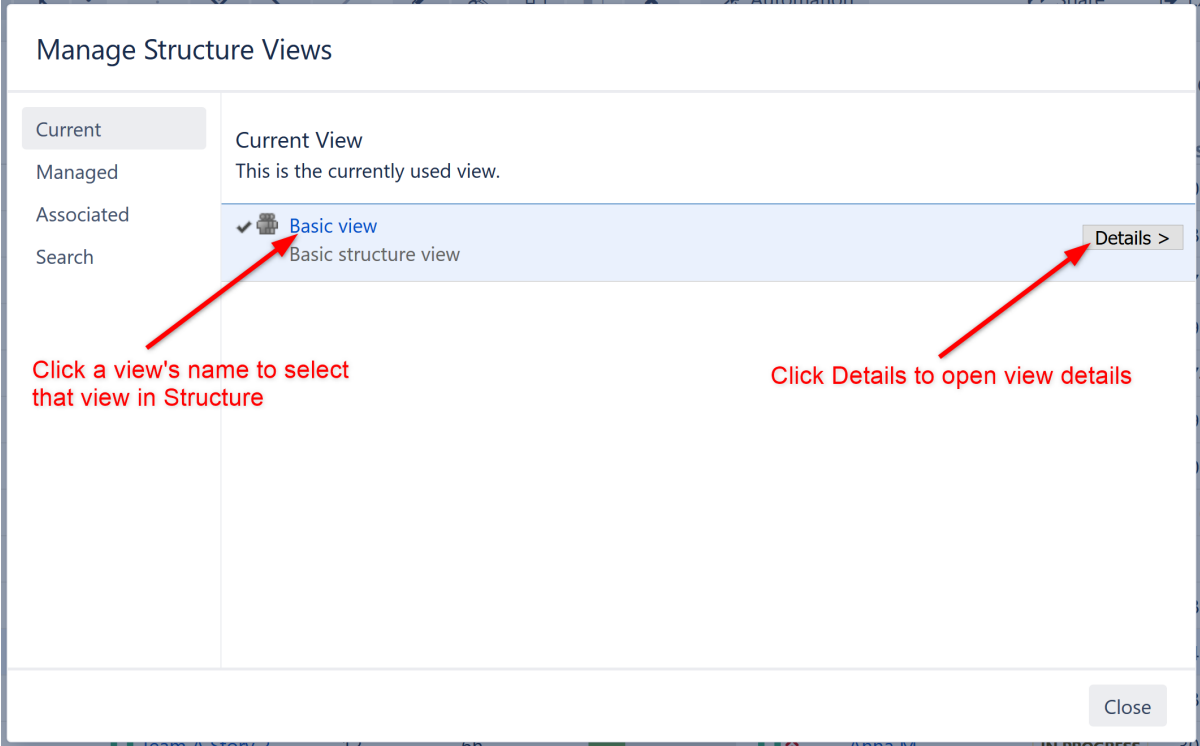 Manage Structure Views
Current
Managed
Associated
Search
Current View
This is the currently used view.
Basic view
Basic structure view
Details >
Click a view's name to select
that view in Structure
Click Details to open view details
Close